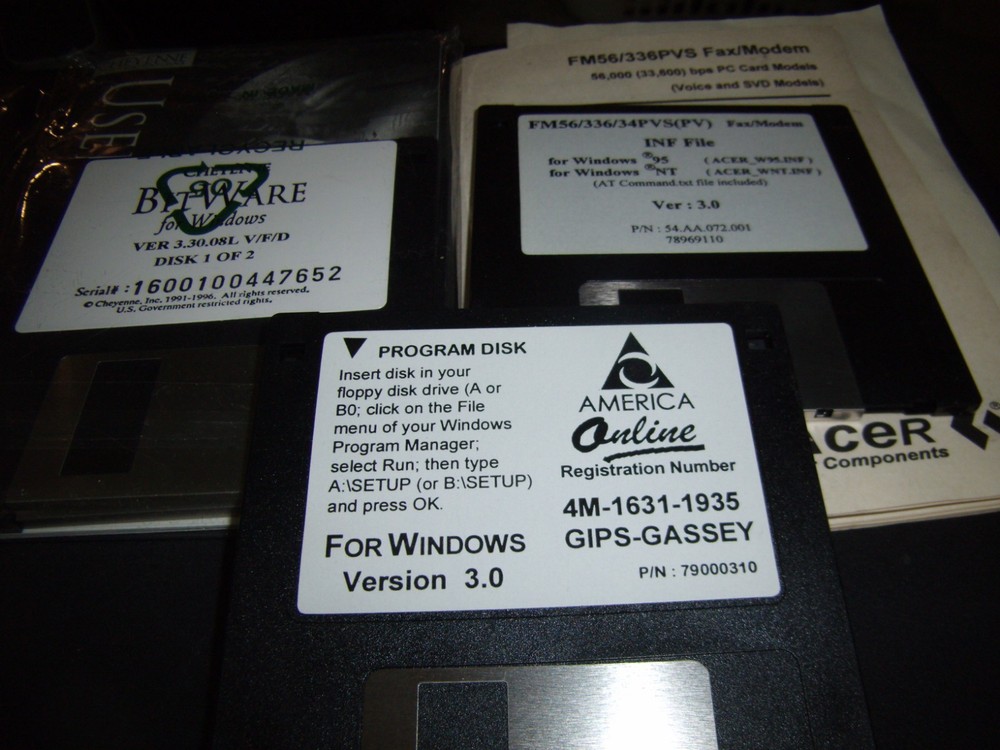 USE
RECYCLABLE
CHEYENNE
BITWARE
for Windows
VER 3.30.08L V/F/D
DISK 1 OF 2
Serial# : 1600100447652
© Cheyenne, Inc. 1991-1996. All rights reserved.
U.S. Government restricted rights.
FM56/336PVS Fax/Modem
56,000 (33,600) bps PC Card Models
(Voice and SVD Models)
FM56/336/34PVS(PV) Fax/Modem
INF File
for Windows ®95 ( ACER_W95.INF )
for Windows ®NT ( ACER_WNT.INF )
(AT Command.txt file included)
Ver : 3.0
P/N : 54.AA.072.001
78969110
acer
Components
PROGRAM DISK
Insert disk in your
floppy disk drive (A or
B0; click on the File
menu of your Windows
Program Manager;
select Run; then type
A:\SETUP (or B:\SETUP)
and press OK.
FOR WINDOWS
Version 3.0
AMERICA
Online
Registration Number
4M-1631-1935
GIPS-GASSEY
P/N : 79000310